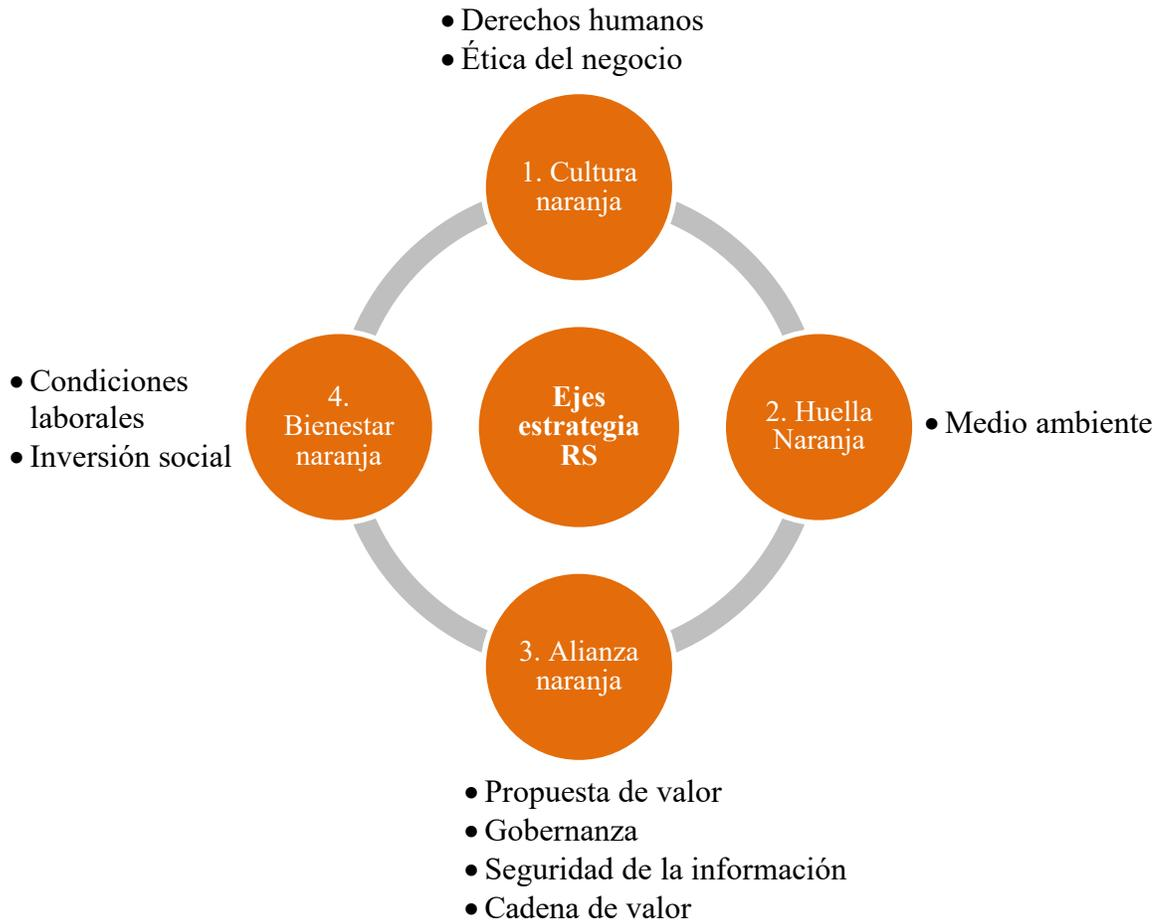 • Derechos humanos
• Ética del negocio
1. Cultura
naranja
• Condiciones
laborales
• Inversión social
4.
Bienestar
naranja
Ejes
estrategia
RS
2. Huella
Naranja
• Medio ambiente
3. Alianza
naranja
• Propuesta de valor
• Gobernanza
• Seguridad de la información
• Cadena de valor